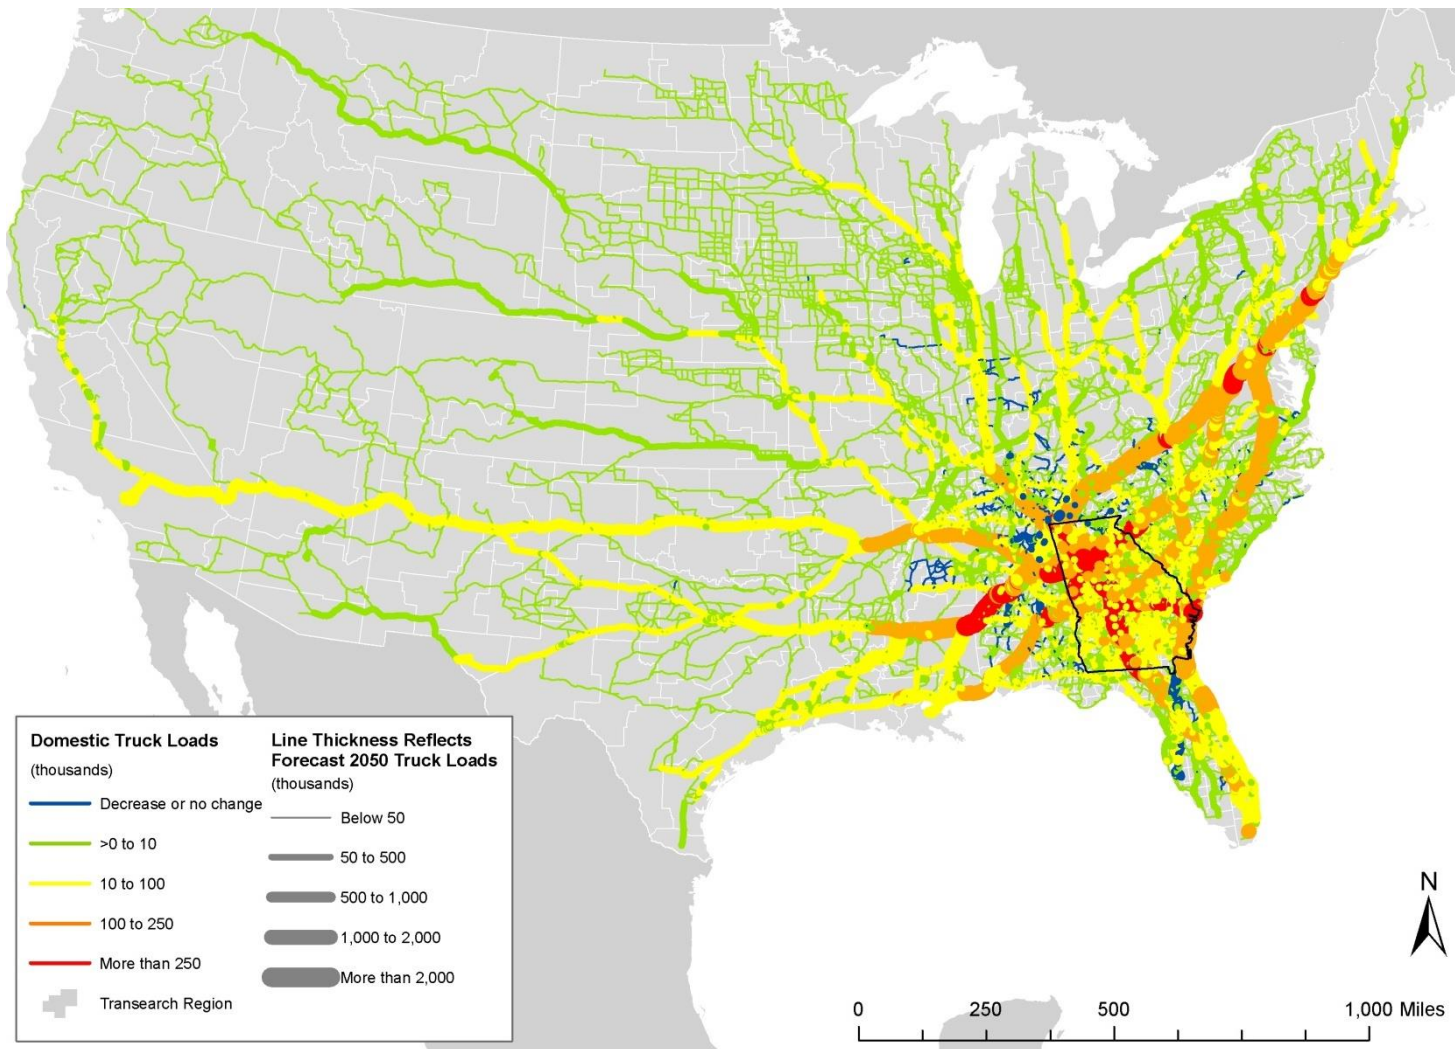 Domestic Truck Loads
(thousands)
Decrease or no change
>0 to 10
10 to 100
100 to 250
More than 250
Transearch Region
Line Thickness Reflects
Forecast 2050 Truck Loads
(thousands)
Below 50
50 to 500
500 to 1,000
1,000 to 2,000
More than 2,000
N
0 250 500 1,000 Miles